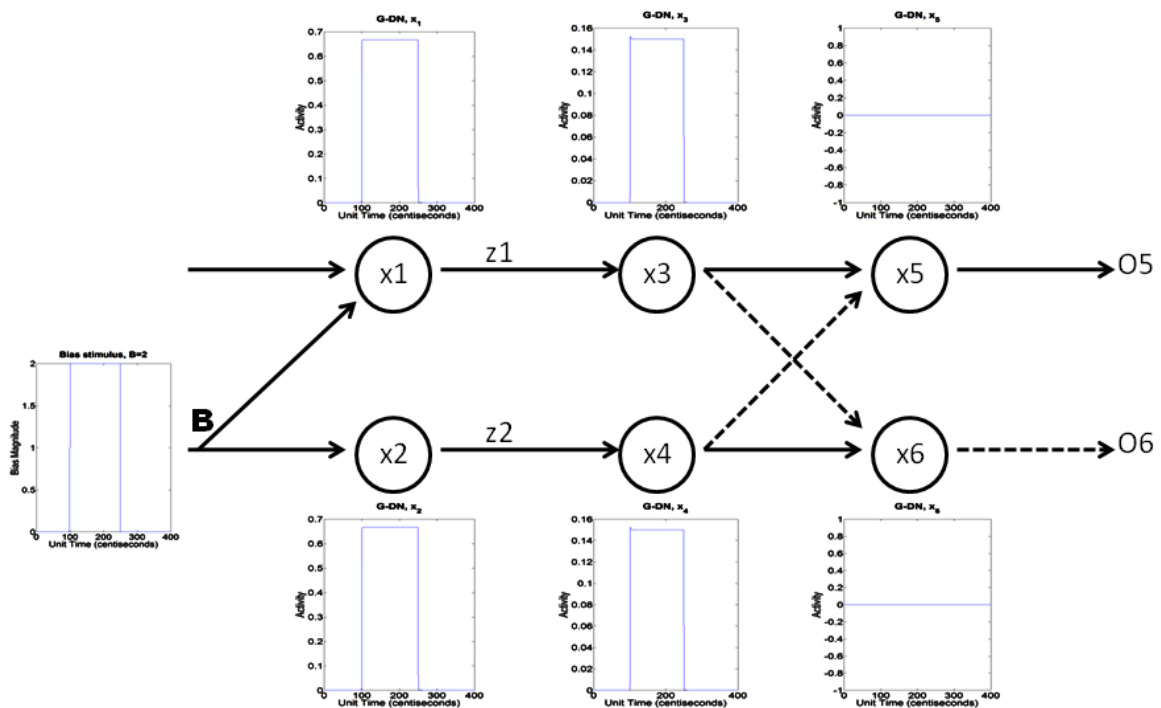 G-DN, x1
0.7
0.6
0.5
0.4
0.3
0.2
0.1
0
Activity
0 100 200 300 400
Unit Time (centiseconds)
G-DN, x3
0.16
0.14
0.12
0.1
0.08
0.06
0.04
0.02
0
Activity
0 200 400
Unit Time (centiseconds)
G-DN, x5
1
0.8
0.6
0.4
0.2
0
-0.2
-0.4
-0.6
-0.8
-1
Activity
100 200 300 400
Unit Time (centiseconds)
x1
z1
x3
x5
O5
Bias stimulus, B=2
2
1.5
1
0.5
0
Bias Magnitude
0 100 200 300 400
Unit Time (centiseconds)
B
x2
z2
x4
x6
O6
G-DN, x2
0.7
0.6
0.5
0.4
0.3
0.2
0.1
0
Activity
0 100 200 300 400
Unit Time (centiseconds)
G-DN, x4
0.16
0.14
0.12
0.1
0.08
0.06
0.04
0.02
0
Activity
0 200 400
Unit Time (centiseconds)
G-DN, x6
1
0.8
0.6
0.4
0.2
0
-0.2
-0.4
-0.6
-0.8
-1
Activity
100 200 300 400
Unit Time (centiseconds)